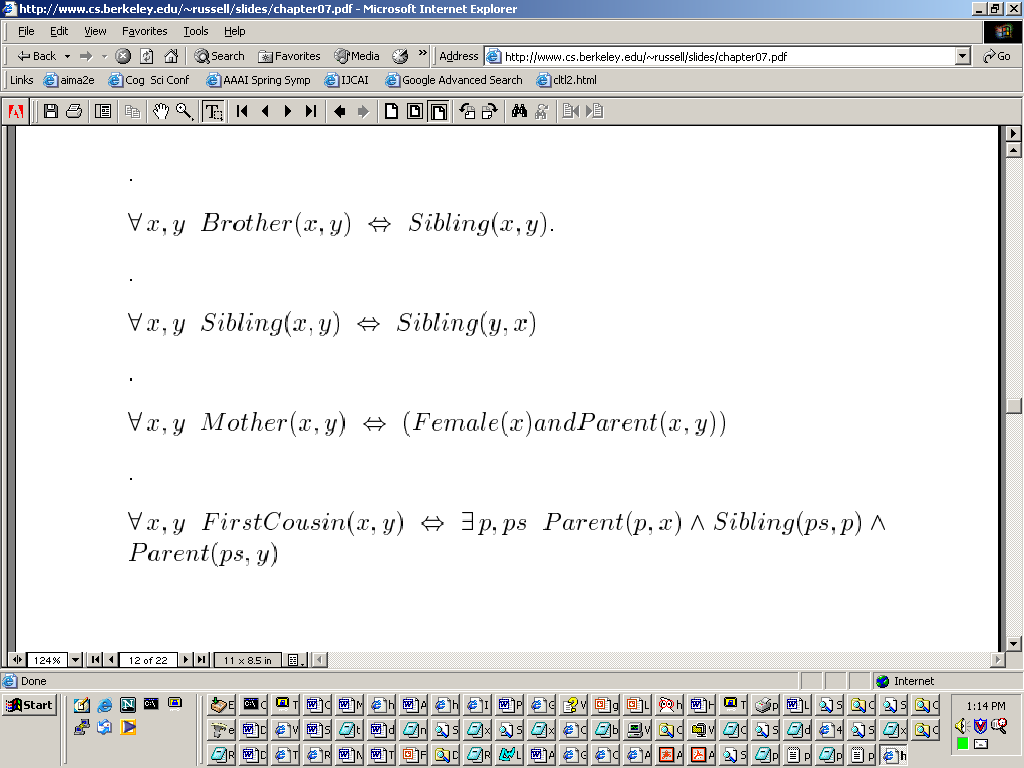 http://www.cs.berkeley.edu/~russell/slides/chapter07.pdf - Microsoft Internet Explorer
File Edit View Favorites Tools Help
Back Search Favorites Media » Address http://www.cs.berkeley.edu/~russell/slides/chapter07.pdf Go
Links aima2e Cog Sci Conf AAAI Spring Symp IJCAI Google Advanced Search cltl2.html
.
∀ x, y Brother(x, y) ⇔ Sibling(x, y).
.
∀ x, y Sibling(x, y) ⇔ Sibling(y, x)
.
∀ x, y Mother(x, y) ⇔ (Female(x)andParent(x, y))
.
∀ x, y FirstCousin(x, y) ⇔ ∃ p, ps Parent(p, x) ∧ Sibling(ps, p) ∧
Parent(ps, y)
124% 12 of 22 11 x 8.5 in
Done Internet
Start 1:14 PM